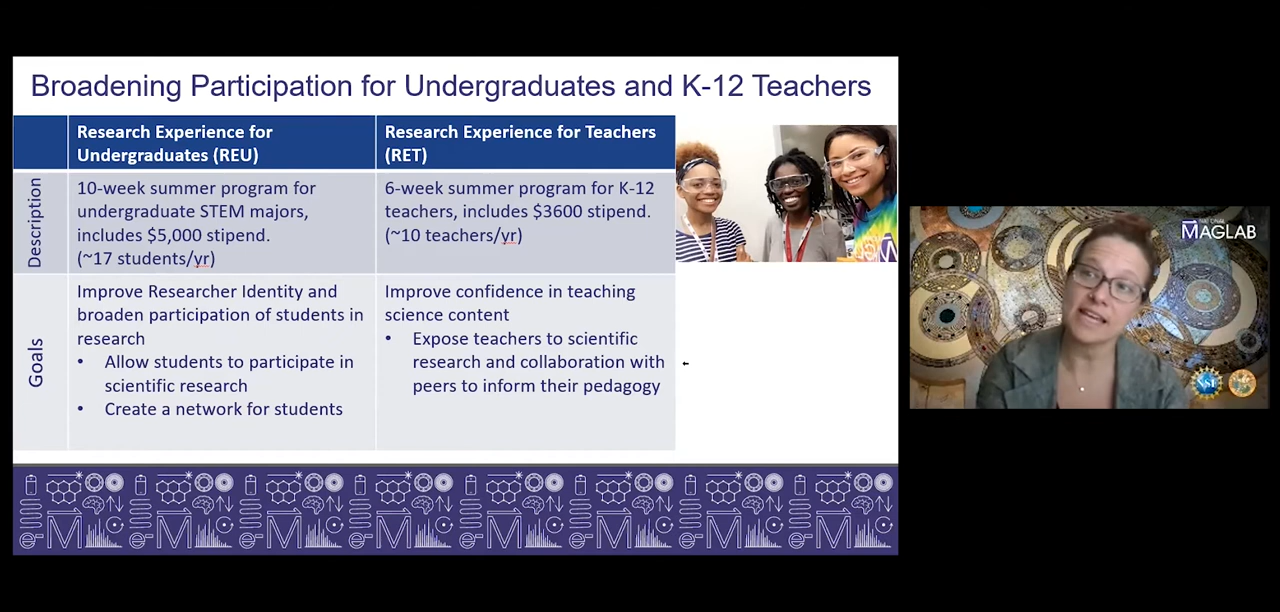 Broadening Participation for Undergraduates and K-12 Teachers
Research Experience for
Undergraduates (REU)
Research Experience for Teachers
(RET)
Description
10-week summer program for
undergraduate STEM majors,
includes $5,000 stipend.
(~17 students/yr)
6-week summer program for K-12
teachers, includes $3600 stipend.
(~10 teachers/yr)
Goals
Improve Researcher Identity and
broaden participation of students in
research
• Allow students to participate in
scientific research
• Create a network for students
Improve confidence in teaching
science content
• Expose teachers to scientific
research and collaboration with
peers to inform their pedagogy
NATIONAL
MAGLAB
NSF